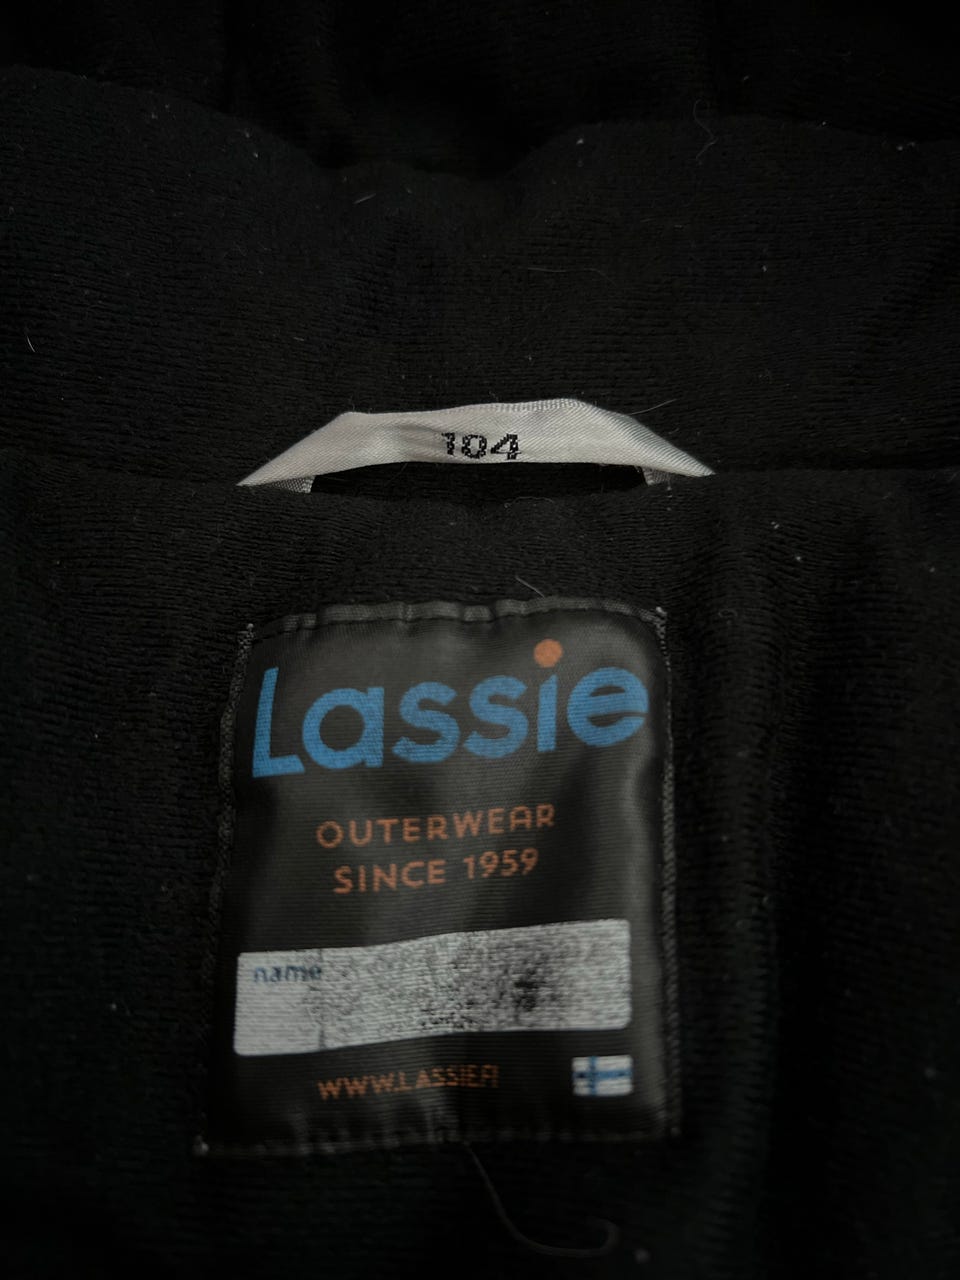 104
Lassie
OUTERWEAR
SINCE 1959
name
WWW.LASSIE.FI